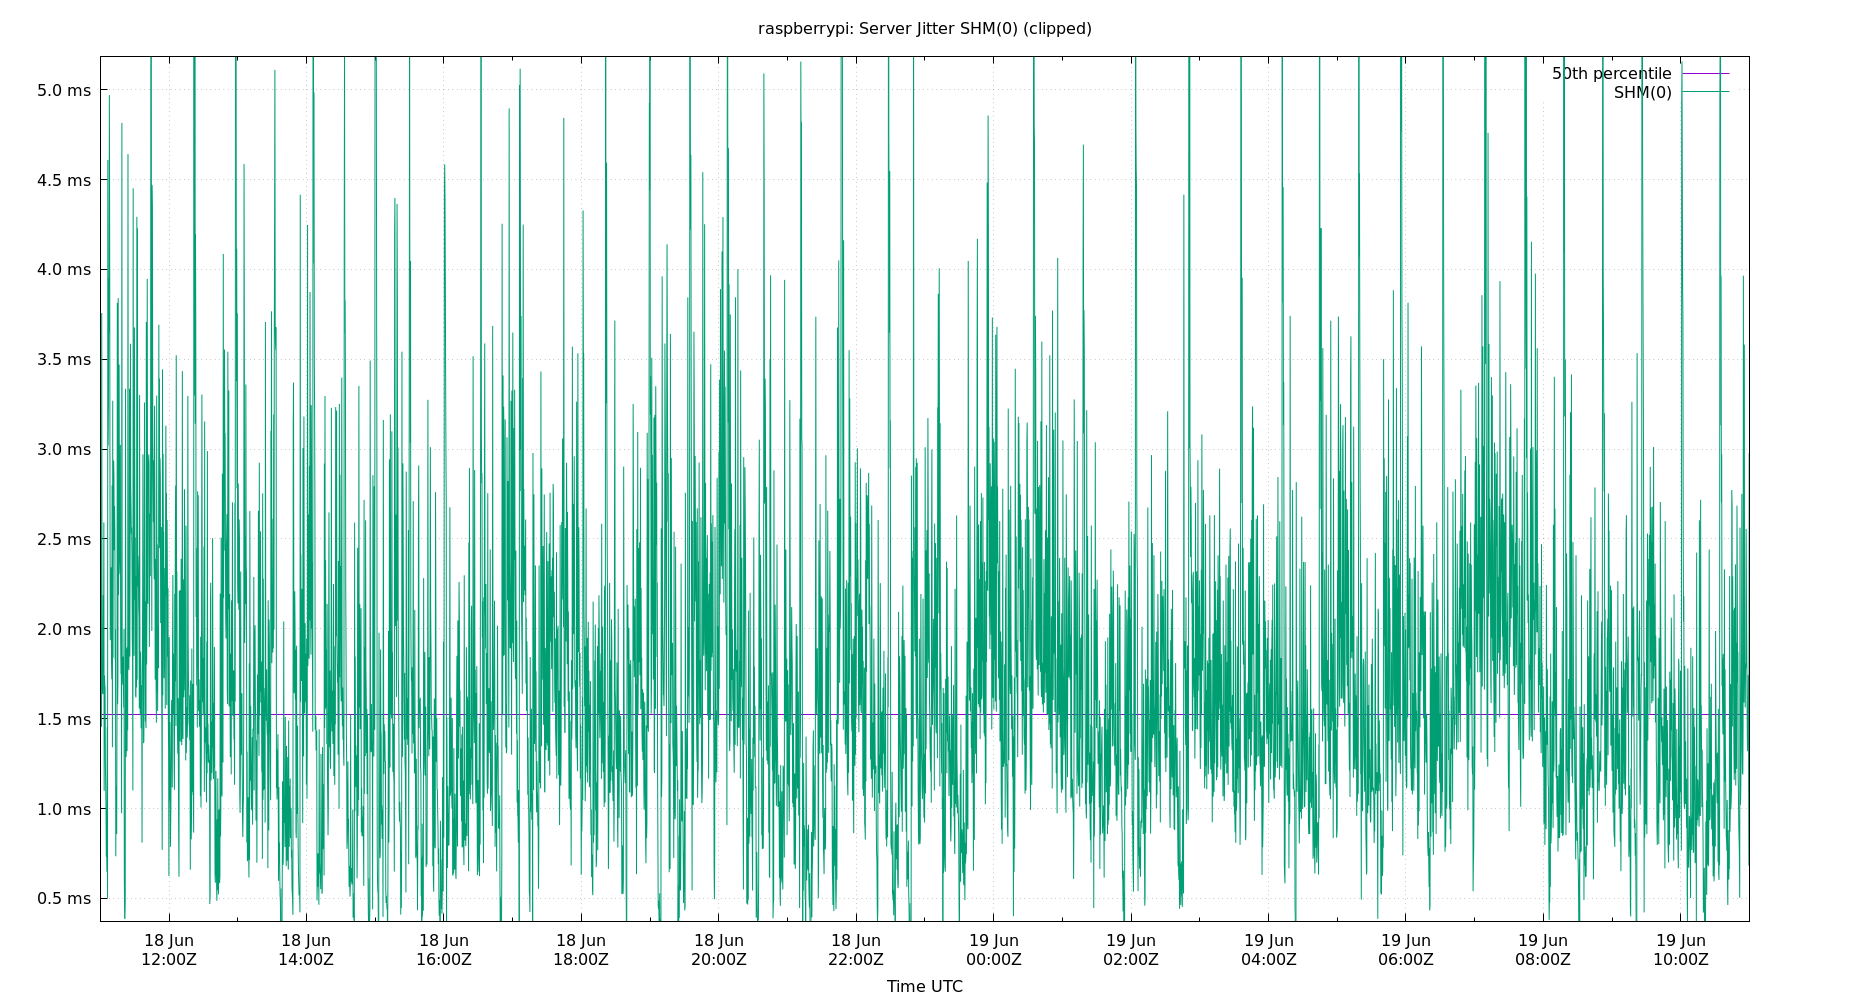 raspberrypi: Server Jitter SHM(0) (clipped)
50th percentile
SHM(0)
5.0 ms
4.5 ms
4.0 ms
3.5 ms
3.0 ms
2.5 ms
2.0 ms
1.5 ms
1.0 ms
0.5 ms
18 Jun 18 Jun 18 Jun 18 Jun 18 Jun 18 Jun 19 Jun 19 Jun 19 Jun 19 Jun 19 Jun 19 Jun
12:00Z 14:00Z 16:00Z 18:00Z 20:00Z 22:00Z 00:00Z 02:00Z 04:00Z 06:00Z 08:00Z 10:00Z
Time UTC